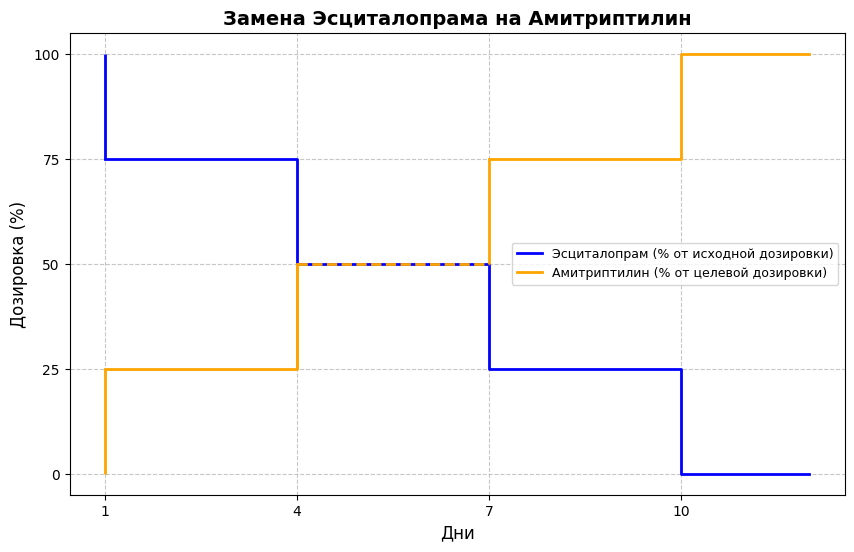 Замена Эсциталопрама на Амитриптилин
Дозировка (%)
100
75
50
25
0
Эсциталопрам (% от исходной дозировки)
Амитриптилин (% от целевой дозировки)
1 4 7 10
Дни